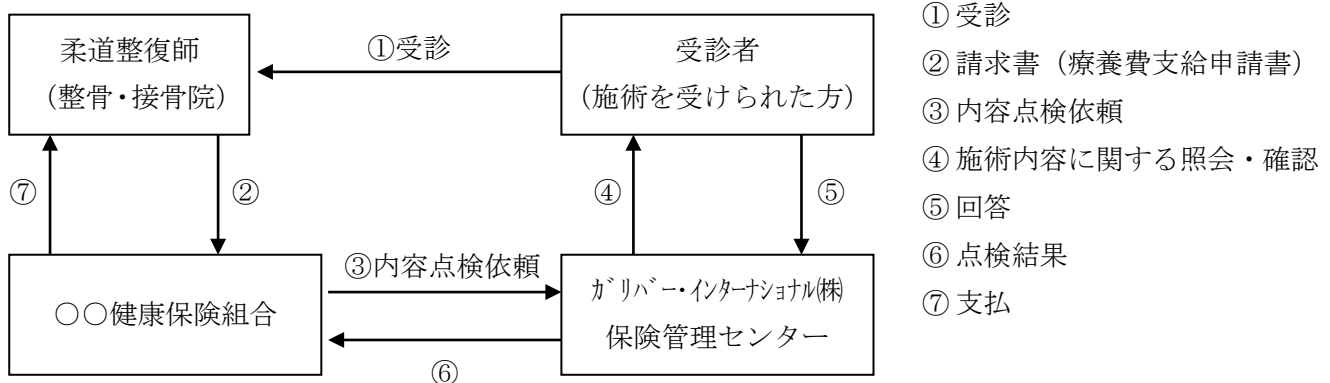 柔道整復師
(整骨・接骨院)
①受診
受診者
(施術を受けられた方)
⑦
②
④
⑤
○○健康保険組合
③内容点検依頼
ｶﾞﾘﾊﾞｰ・ｲﾝﾀｰﾅｼｮﾅﾙ㈱
保険管理センター
⑥
① 受診
② 請求書（療養費支給申請書）
③ 内容点検依頼
④ 施術内容に関する照会・確認
⑤ 回答
⑥ 点検結果
⑦ 支払